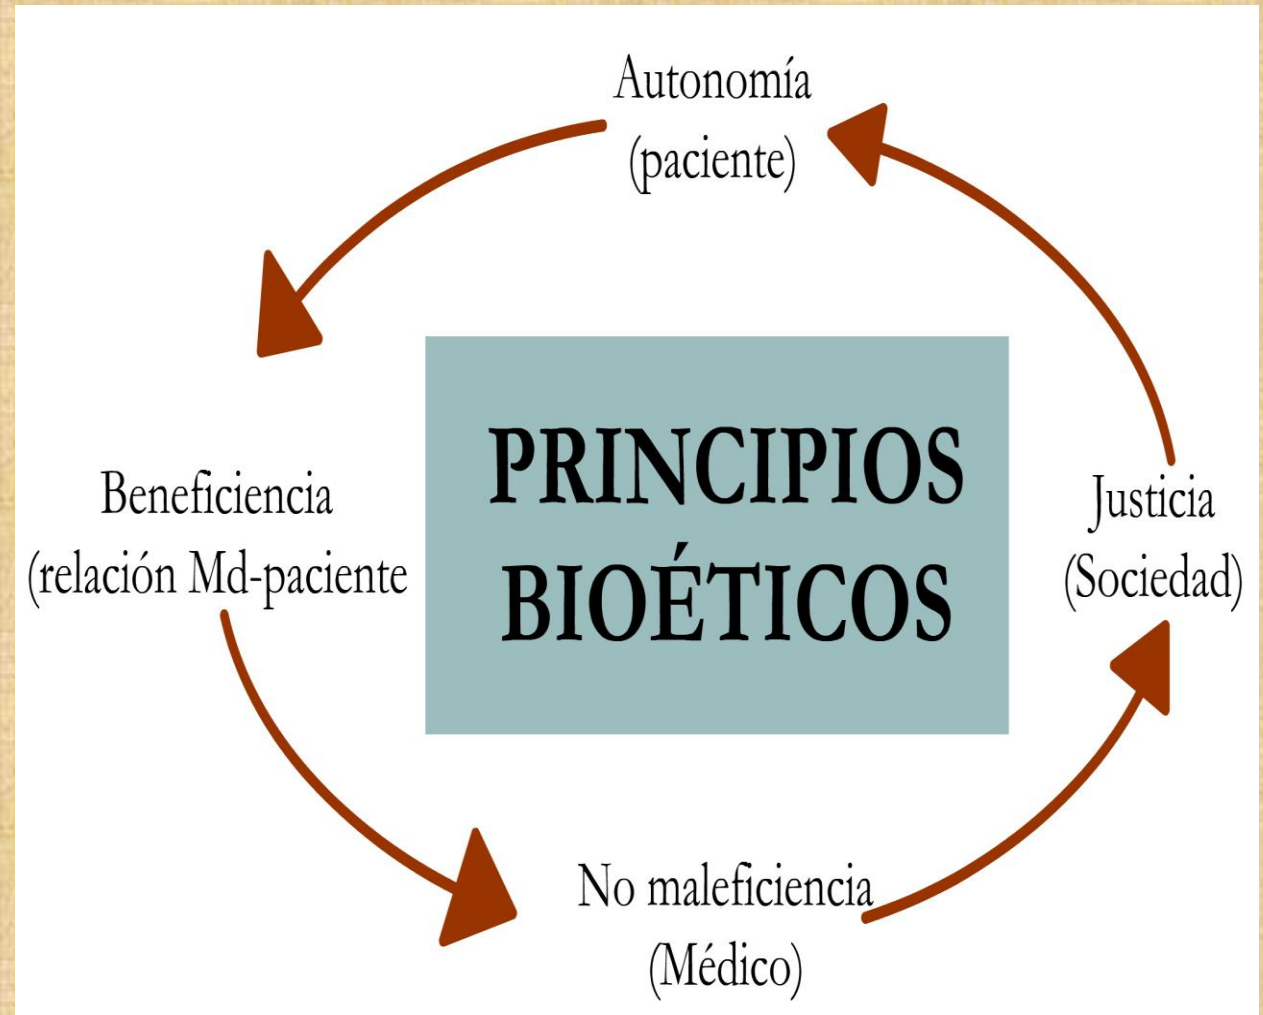 Autonomía
(paciente)
PRINCIPIOS
BIOÉTICOS
Beneficiencia
(relación Md-paciente
Justicia
(Sociedad)
No maleficiencia
(Médico)